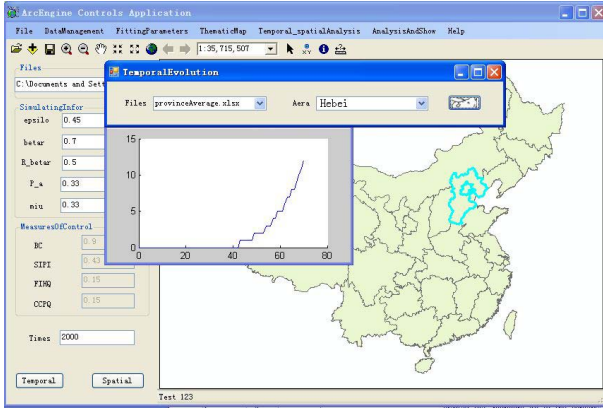 ArcEngine Controls Application
File DataManagement FittingParameters ThematicMap Temporal_spatialAnalysis AnalysisAndShow Help
1:35,715,507
Files
C:\Documents and Sett
TemporalEvolution
Files provinceAverage.xlsx Aera Hebei
SimulatingInfor
epsilo 0.45
betar 0.7
R_betar 0.5
P_a 0.33
miu 0.33
MeasuresOfControl
BC 0.9
SIPI 0.43
FIHQ 0.15
CCPQ 0.15
Times 2000
Temporal Spatial
15
10
5
0
0 20 40 60 80
Test 123